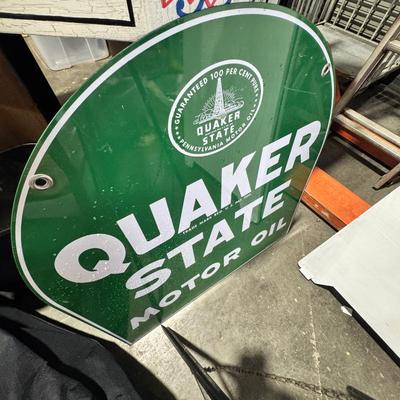 GUARANTEED 100 PER CENT PURE
QUAKER
STATE
PENNSYLVANIA MOTOR OIL
QUAKER
STATE
MOTOR OIL